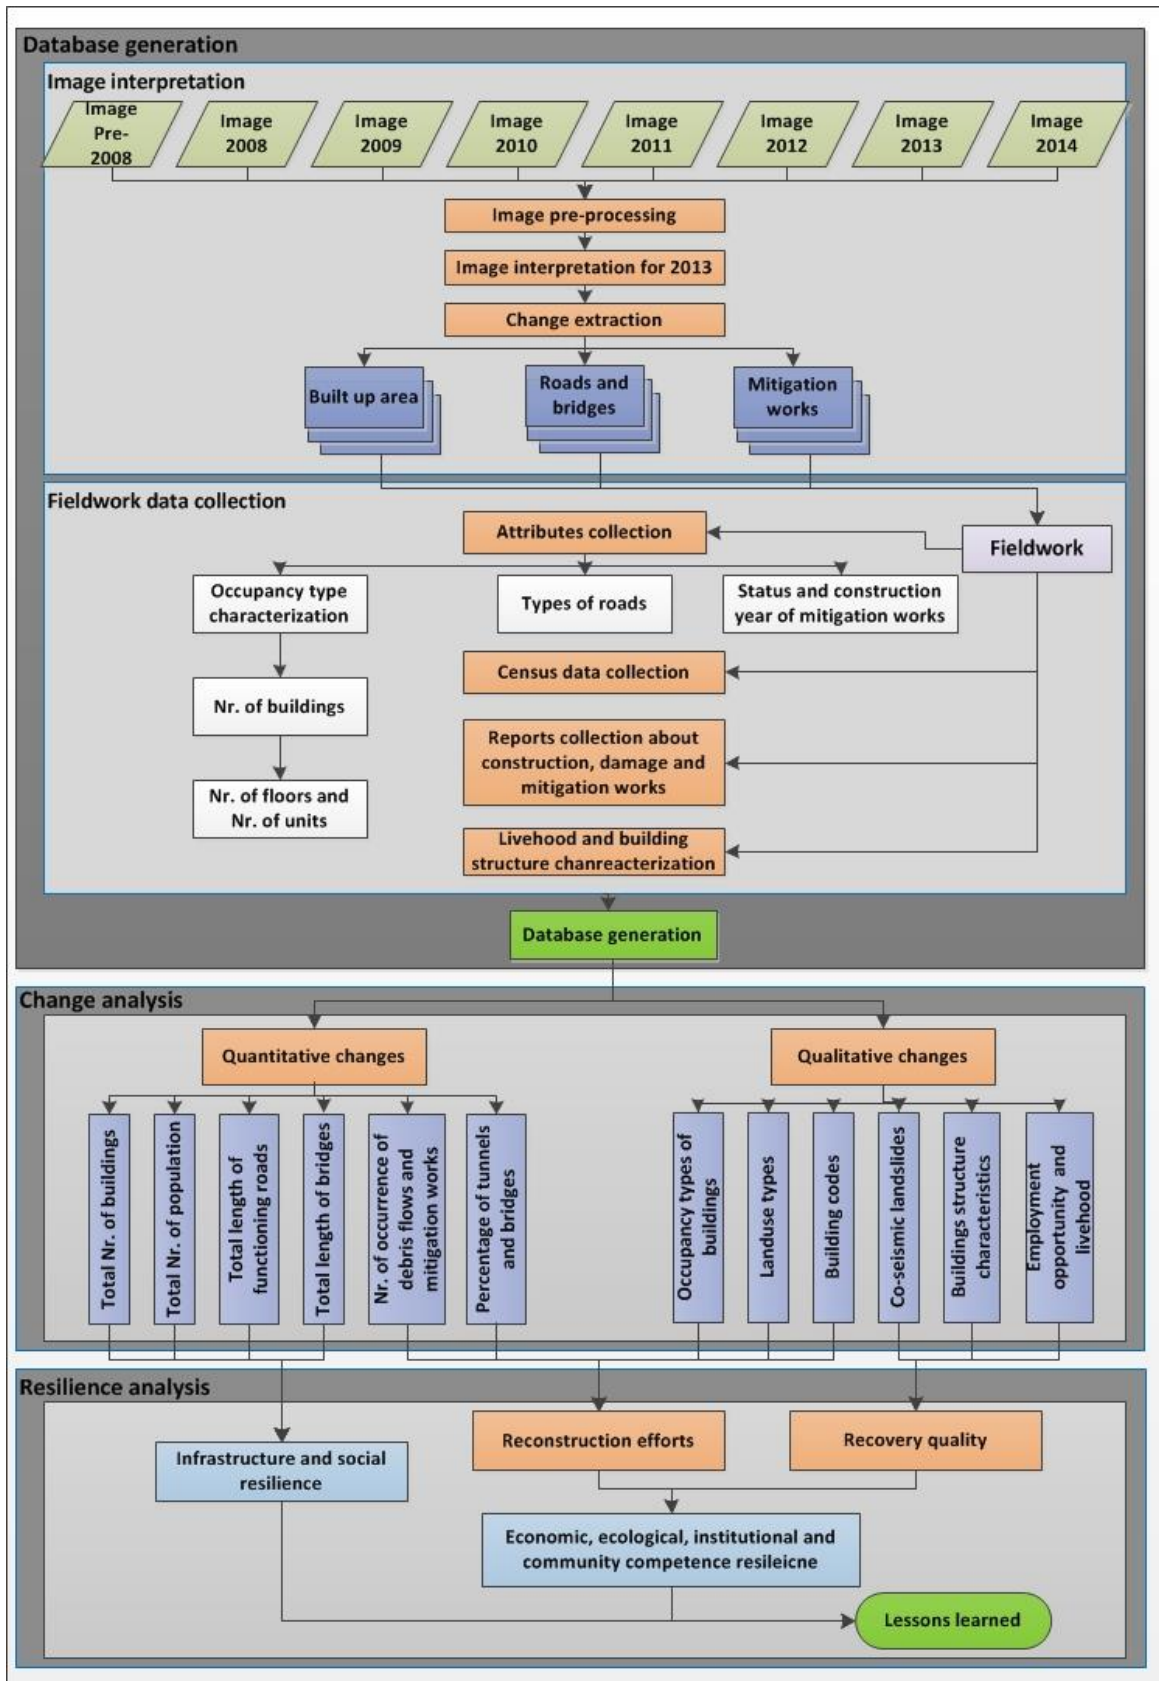 Database generation
Image interpretation
Image
Pre-
2008
Image
2008
Image
2009
Image
2010
Image
2011
Image
2012
Image
2013
Image
2014
Image pre-processing
Image interpretation for 2013
Change extraction
Built up area
Roads and
bridges
Mitigation
works
Fieldwork data collection
Attributes collection
Fieldwork
Occupancy type
characterization
Types of roads
Status and construction
year of mitigation works
Census data collection
Nr. of buildings
Reports collection about
construction, damage and
mitigation works
Nr. of floors and
Nr. of units
Livehood and building
structure chanreacterization
Database generation
Change analysis
Quantitative changes
Qualitative changes
Total Nr. of buildings
Total Nr. of population
Total length of
functioning roads
Total length of bridges
Nr. of occurrence of
debris flows and
mitigation works
Percentage of tunnels
and bridges
Occupancy types of
buildings
Landuse types
Building codes
Co-seismic landslides
Buildings structure
characteristics
Employment
opportunity and
livehood
Resilience analysis
Infrastructure and social
resilience
Reconstruction efforts
Recovery quality
Economic, ecological, institutional and
community competence resileicne
Lessons learned